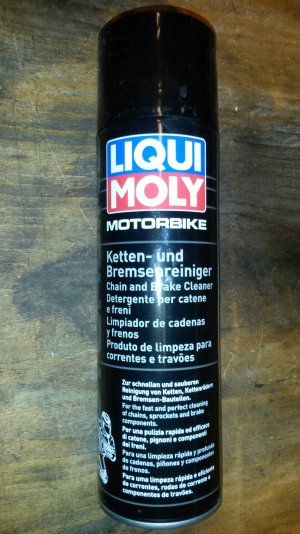 LIQUI
MOLY
MOTORBIKE
Ketten- und
Bremsenreiniger
Chain and Brake Cleaner
Detergente per catene
e freni
Limpiador de cadenas
y frenos
Produto de limpeza para
correntes e travões
Zur schnellen und sauberen
Reinigung von Ketten, Kettenrädern
und Bremsen-Bauteilen.
For the fast and perfect cleaning
of chains, sprockets and brake
components.
Per una pulizia rapida ed efficace
di catene, pignoni e componenti
dei freni.
Para una limpieza rápida y profunda
de cadenas, piñones y componentes
de frenos.
Para uma limpeza rápida e eficiente
de correntes, rodas de corrente e
componentes de travões.